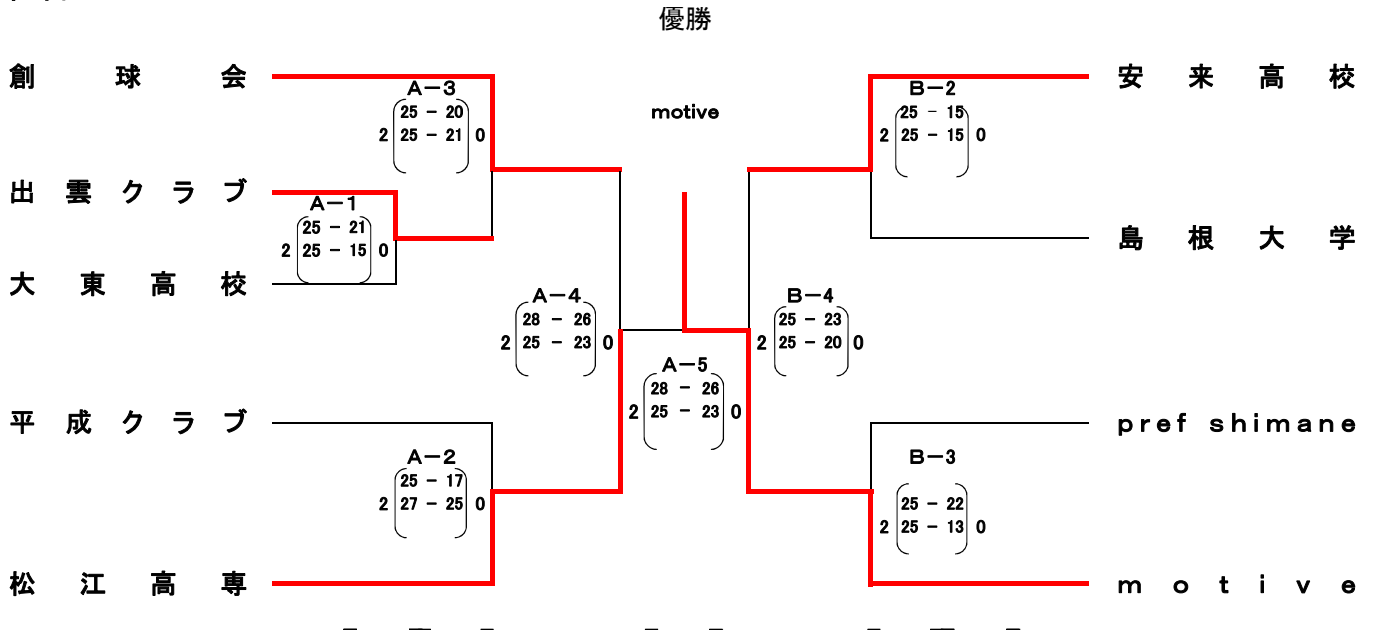 優勝
motive
創球会
A-3
25 - 20
2 25 - 21 0
出雲クラブ
A-1
25 - 21
2 25 - 15 0
大東高校
A-4
28 - 26
2 25 - 23 0
平成クラブ
A-2
25 - 17
2 27 - 25 0
松江高専
A-5
28 - 26
2 25 - 23 0
安来高校
B-2
25 - 15
2 25 - 15 0
島根大学
B-4
25 - 23
2 25 - 20 0
pref shimane
B-3
25 - 22
2 25 - 13 0
motive